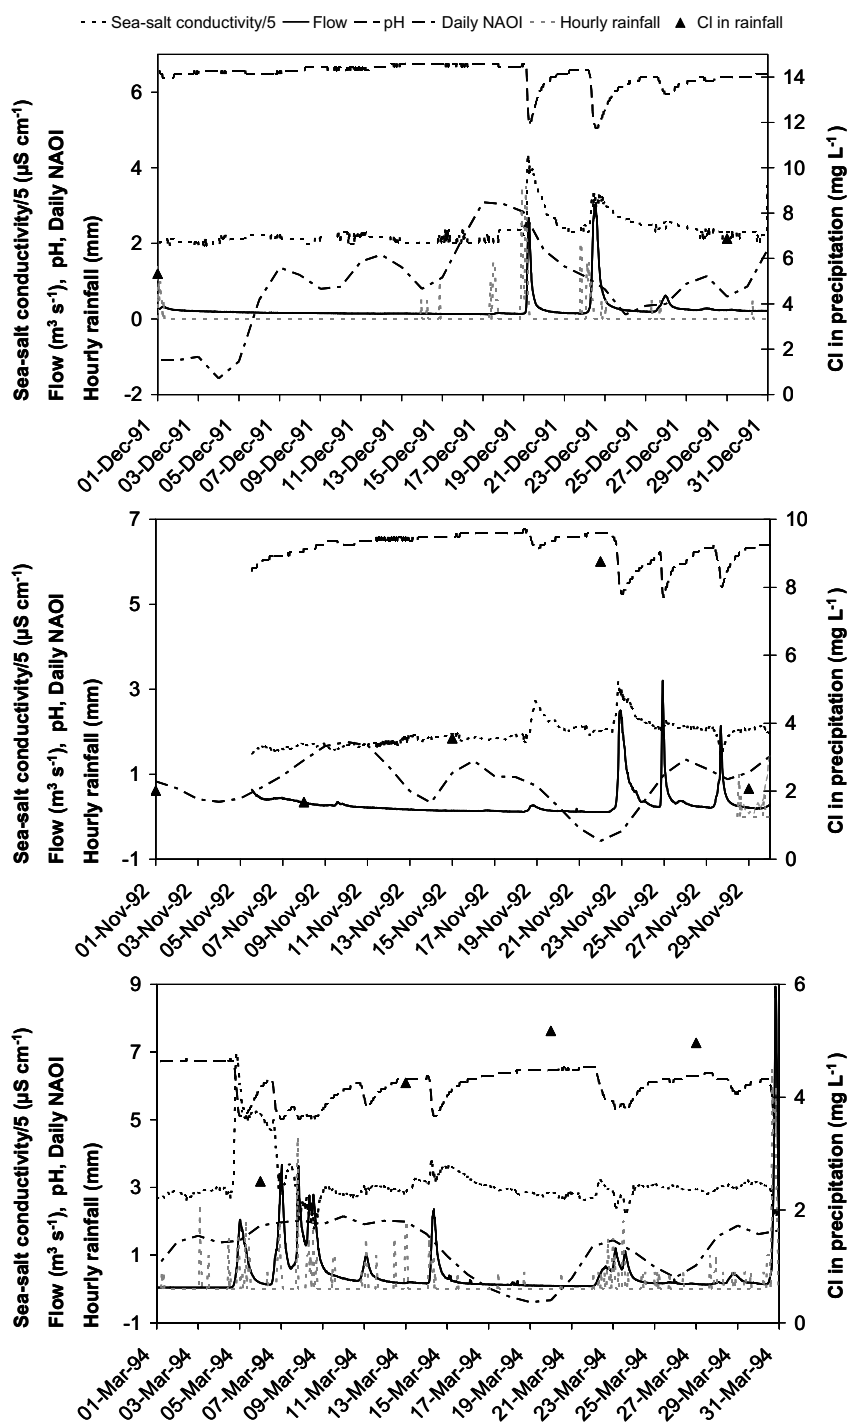 Sea-salt conductivity/5 Flow pH Daily NAOI Hourly rainfall Cl in rainfall
Sea-salt conductivity/5 (µS cm⁻¹)
Flow (m³ s⁻¹), pH, Daily NAOI
Hourly rainfall (mm)
6
4
2
0
-2
14
12
10
8
6
4
2
0
Cl in precipitation (mg L⁻¹)
01-Dec-91
03-Dec-91
05-Dec-91
07-Dec-91
09-Dec-91
11-Dec-91
13-Dec-91
15-Dec-91
17-Dec-91
19-Dec-91
21-Dec-91
23-Dec-91
25-Dec-91
27-Dec-91
29-Dec-91
31-Dec-91
Sea-salt conductivity/5 (µS cm⁻¹)
Flow (m³ s⁻¹), pH, Daily NAOI
Hourly rainfall (mm)
7
5
3
1
-1
10
8
6
4
2
0
Cl in precipitation (mg L⁻¹)
01-Nov-92
03-Nov-92
05-Nov-92
07-Nov-92
09-Nov-92
11-Nov-92
13-Nov-92
15-Nov-92
17-Nov-92
19-Nov-92
21-Nov-92
23-Nov-92
25-Nov-92
27-Nov-92
29-Nov-92
Sea-salt conductivity/5 (µS cm⁻¹)
Flow (m³ s⁻¹), pH, Daily NAOI
Hourly rainfall (mm)
9
7
5
3
1
-1
6
4
2
0
Cl in precipitation (mg L⁻¹)
01-Mar-94
03-Mar-94
05-Mar-94
07-Mar-94
09-Mar-94
11-Mar-94
13-Mar-94
15-Mar-94
17-Mar-94
19-Mar-94
21-Mar-94
23-Mar-94
25-Mar-94
27-Mar-94
29-Mar-94
31-Mar-94